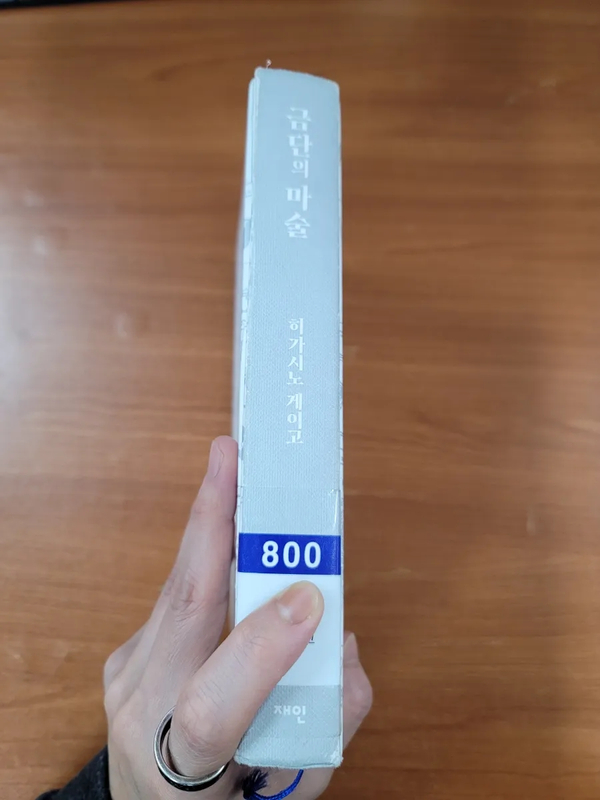 금단의 마술
히가시노 게이고
800
재인